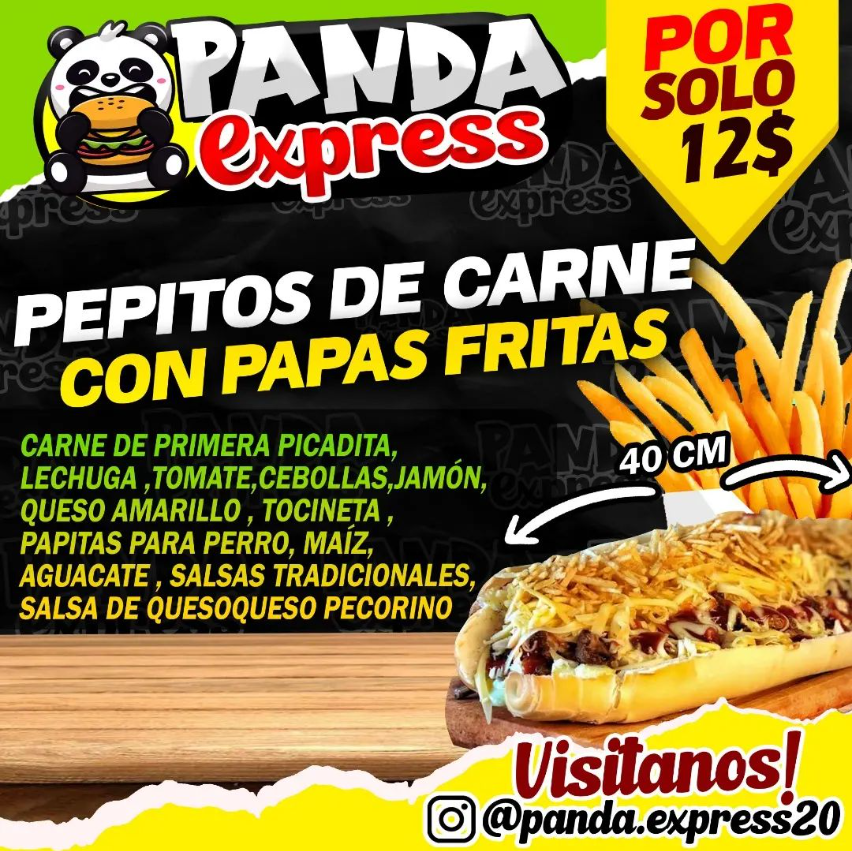 PANDA
express
POR
SOLO
12$
PEPITOS DE CARNE
CON PAPAS FRITAS
CARNE DE PRIMERA PICADITA,
LECHUGA ,TOMATE,CEBOLLAS,JAMÓN,
QUESO AMARILLO , TOCINETA ,
PAPITAS PARA PERRO, MAÍZ,
AGUACATE , SALSAS TRADICIONALES,
SALSA DE QUESOQUESO PECORINO
40 CM
Visitanos!
@panda.express20